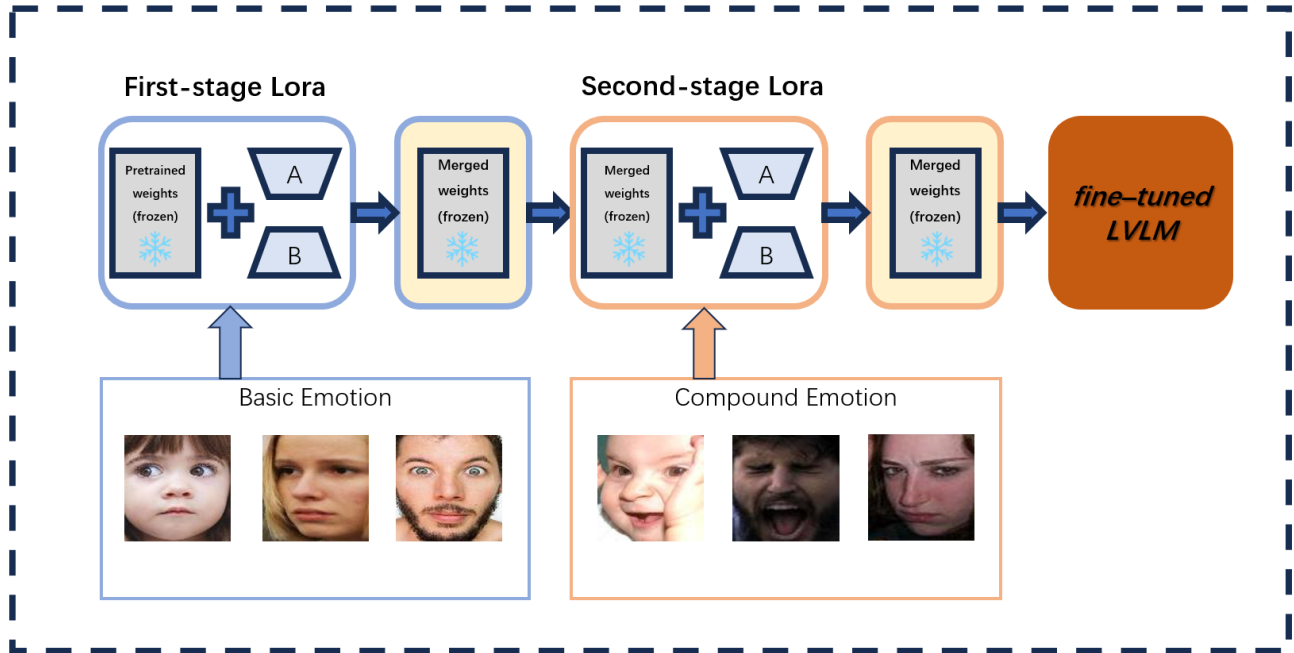 First-stage Lora
Second-stage Lora
Pretrained
weights
(frozen)
A
B
Merged
weights
(frozen)
Merged
weights
(frozen)
A
B
Merged
weights
(frozen)
fine–tuned
LVLM
Basic Emotion
Compound Emotion